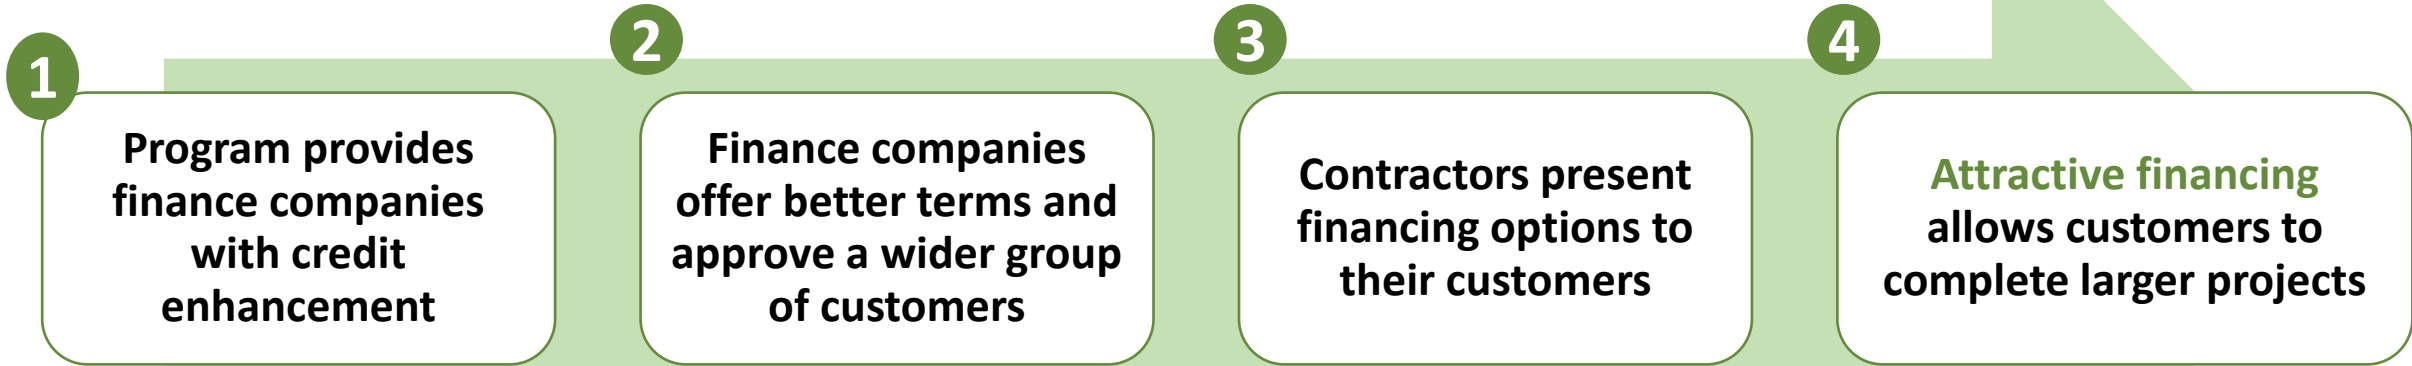 1
Program provides
finance companies
with credit
enhancement
2
Finance companies
offer better terms and
approve a wider group
of customers
3
Contractors present
financing options to
their customers
4
Attractive financing
allows customers to
complete larger projects